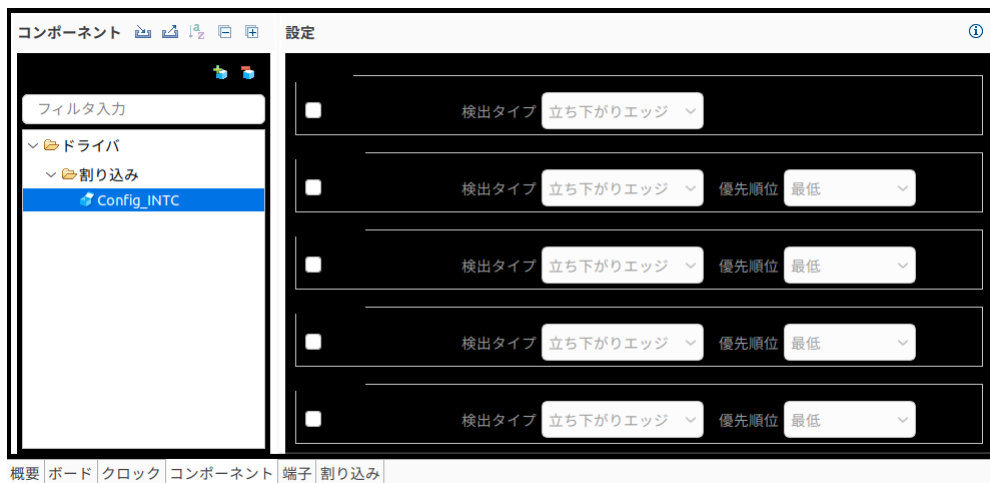 コンポーネント
設定
フィルタ入力
ドライバ
割り込み
Config_INTC
検出タイプ 立ち下がりエッジ
検出タイプ 立ち下がりエッジ 優先順位 最低
検出タイプ 立ち下がりエッジ 優先順位 最低
検出タイプ 立ち下がりエッジ 優先順位 最低
検出タイプ 立ち下がりエッジ 優先順位 最低
概要 ボード クロック コンポーネント 端子 割り込み